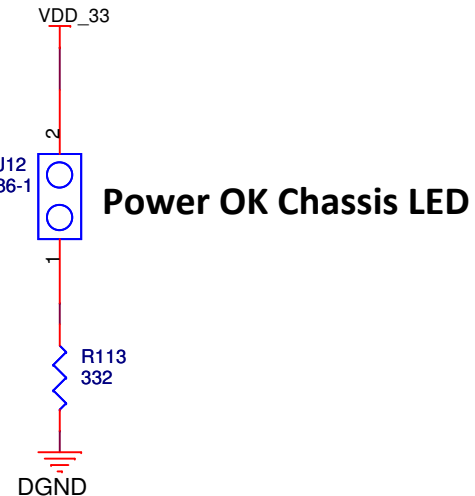 VDD_33
2
J12
36-1
Power OK Chassis LED
1
R113
332
DGND